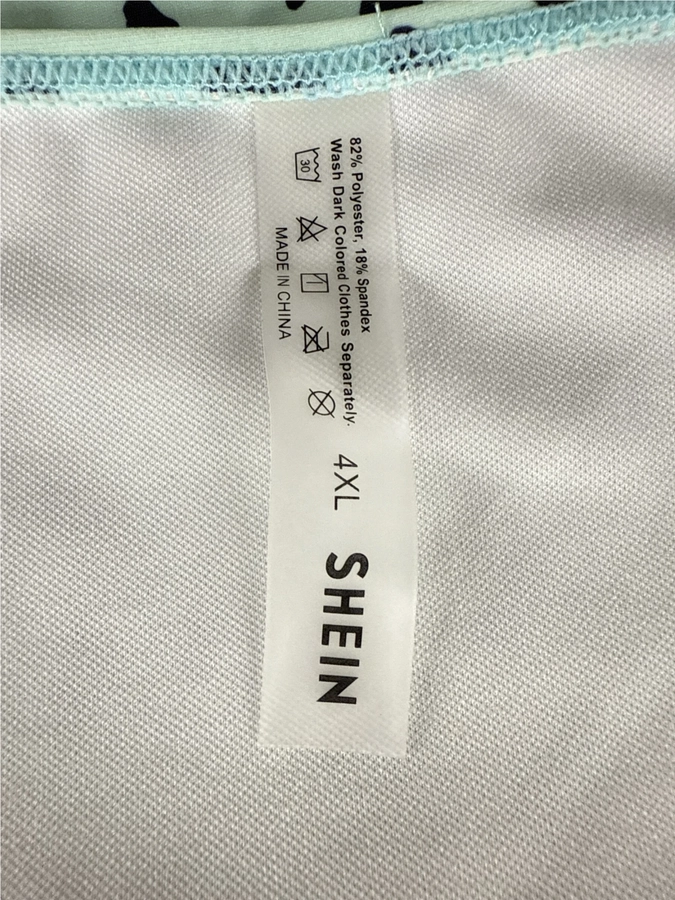 82% Polyester, 18% Spandex
Wash Dark Colored Clothes Separately.
30
MADE IN CHINA
4XL
SHEIN